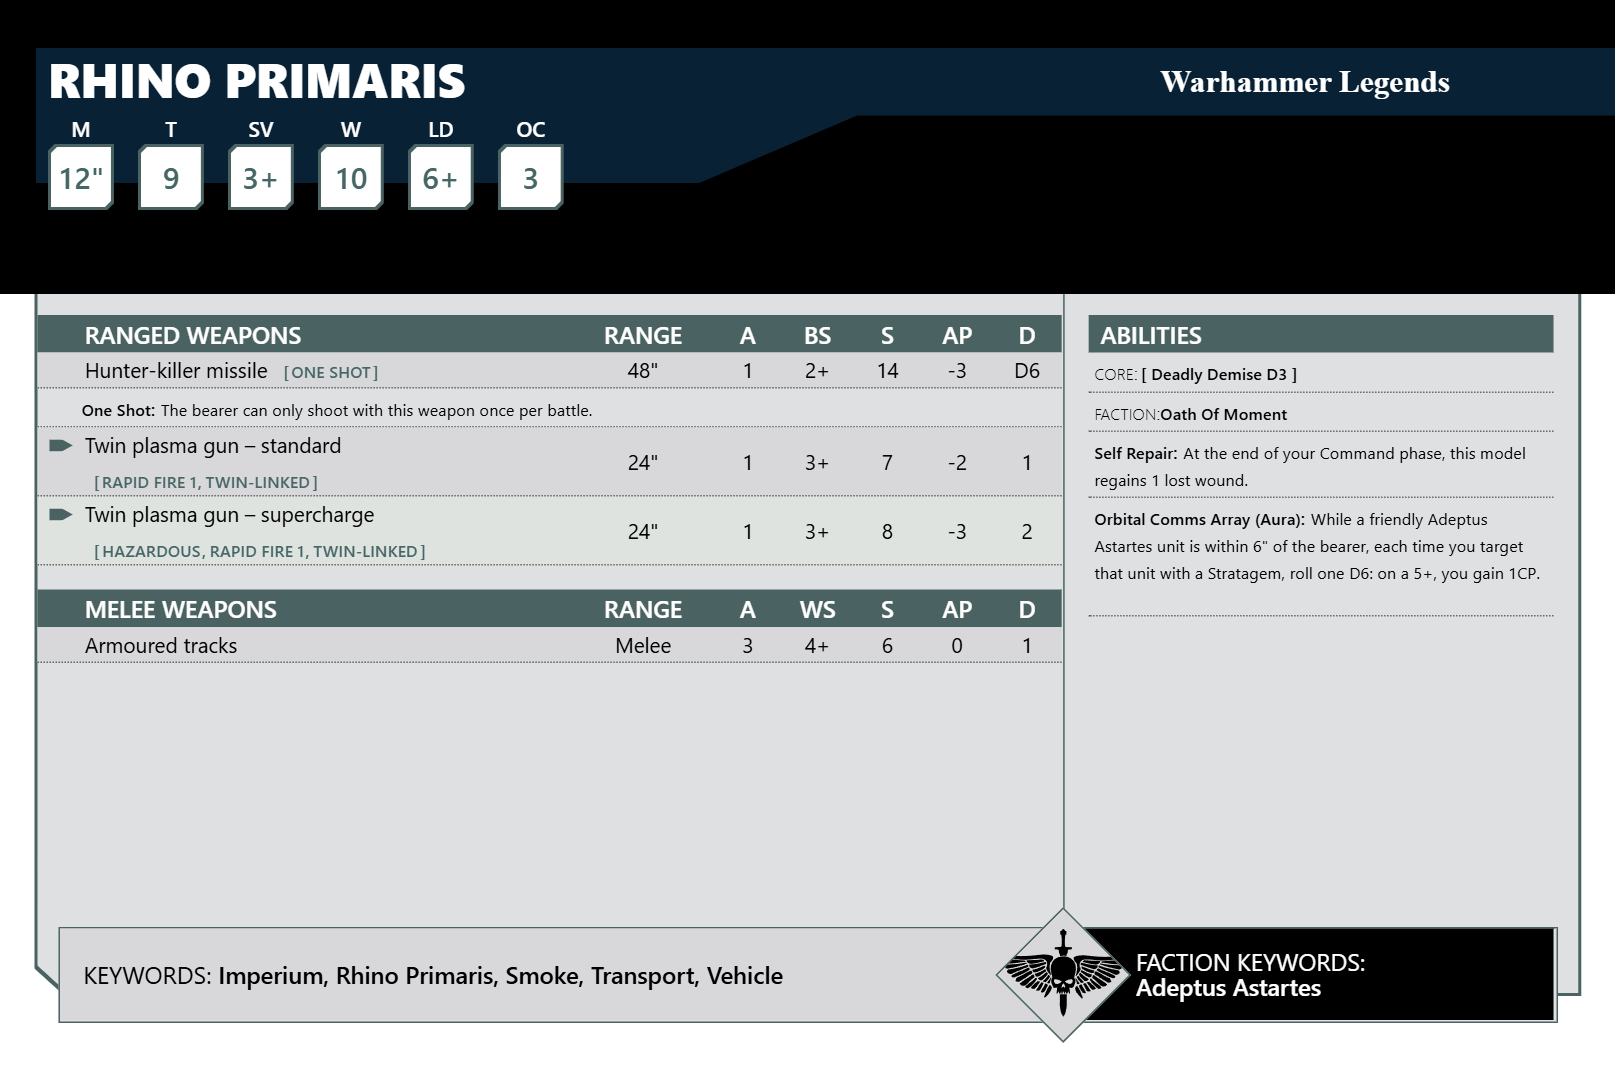 RHINO PRIMARIS
Warhammer Legends
M T SV W LD OC
12" 9 3+ 10 6+ 3
RANGED WEAPONS RANGE A BS S AP D
Hunter-killer missile [ONE SHOT] 48" 1 2+ 14 -3 D6
One Shot: The bearer can only shoot with this weapon once per battle.
Twin plasma gun – standard
[RAPID FIRE 1, TWIN-LINKED] 24" 1 3+ 7 -2 1
Twin plasma gun – supercharge
[HAZARDOUS, RAPID FIRE 1, TWIN-LINKED] 24" 1 3+ 8 -3 2
MELEE WEAPONS RANGE A WS S AP D
Armoured tracks Melee 3 4+ 6 0 1
ABILITIES
CORE: [ Deadly Demise D3 ]
FACTION:Oath Of Moment
Self Repair: At the end of your Command phase, this model
regains 1 lost wound.
Orbital Comms Array (Aura): While a friendly Adeptus
Astartes unit is within 6" of the bearer, each time you target
that unit with a Stratagem, roll one D6: on a 5+, you gain 1CP.
KEYWORDS: Imperium, Rhino Primaris, Smoke, Transport, Vehicle
FACTION KEYWORDS:
Adeptus Astartes